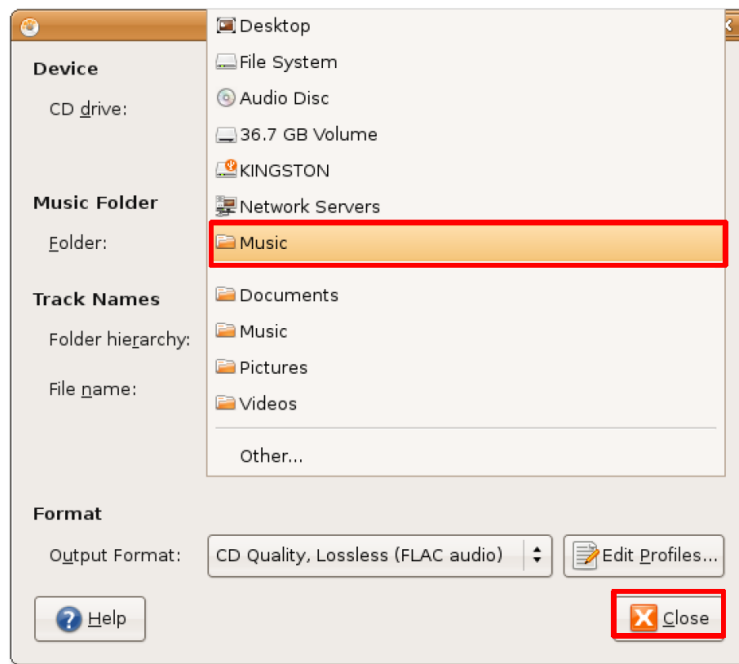 Device
CD drive:
Music Folder
Folder:
Track Names
Folder hierarchy:
File name:
Desktop
File System
Audio Disc
36.7 GB Volume
KINGSTON
Network Servers
Music
Documents
Music
Pictures
Videos
Other...
Format
Output Format:
CD Quality, Lossless (FLAC audio)
Edit Profiles...
Help
Close